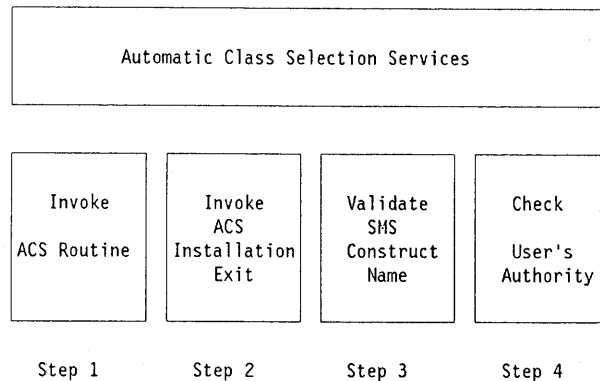 Automatic Class Selection Services
Invoke
ACS Routine
Invoke
ACS
Installation
Exit
Validate
SMS
Construct
Name
Check
User's
Authority
Step 1
Step 2
Step 3
Step 4